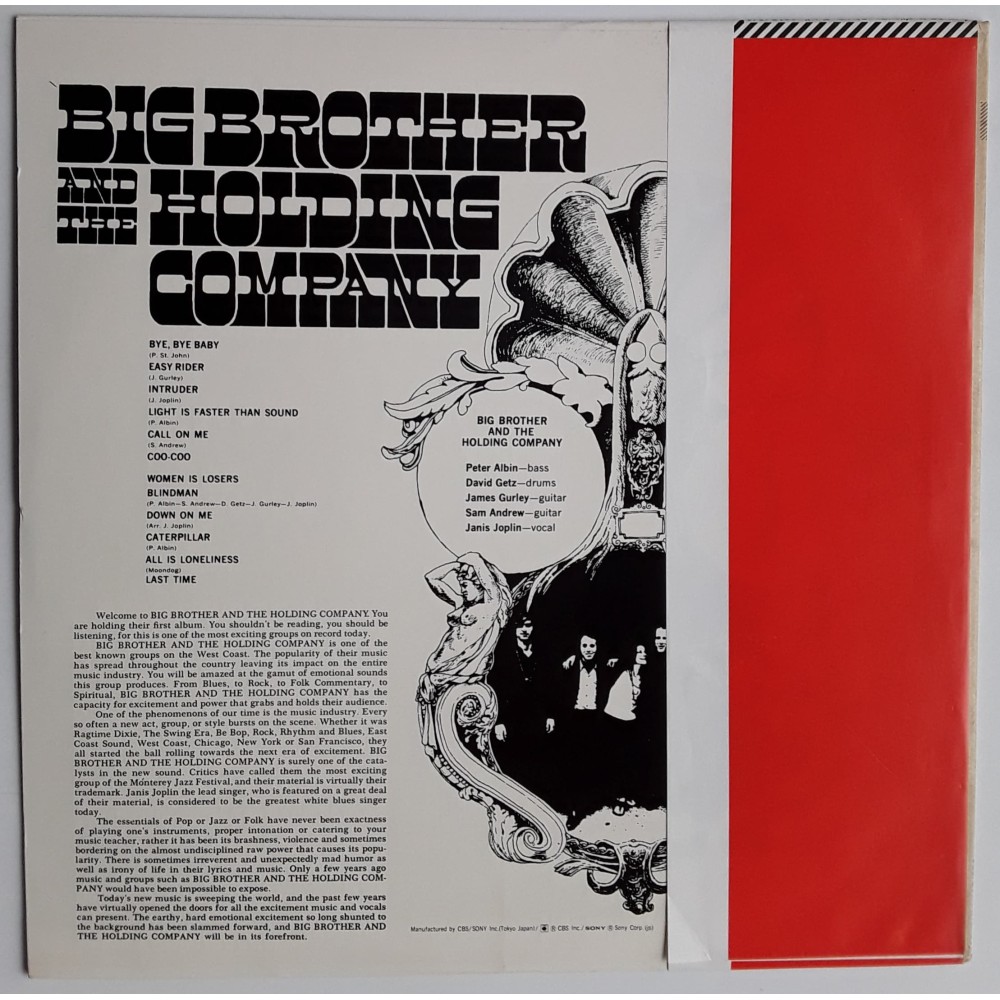 BIG BROTHER
AND THE HOLDING
COMPANY
BYE, BYE BABY
(P. St. John)
EASY RIDER
(J. Gurley)
INTRUDER
(J. Joplin)
LIGHT IS FASTER THAN SOUND
(P. Albin)
CALL ON ME
(S. Andrew)
COO-COO
WOMEN IS LOSERS
BLINDMAN
(P. Albin—S. Andrew—D. Getz—J. Gurley—J. Joplin)
DOWN ON ME
(Arr. J. Joplin)
CATERPILLAR
(P. Albin)
ALL IS LONELINESS
(Moondog)
LAST TIME
BIG BROTHER
AND THE
HOLDING COMPANY
Peter Albin—bass
David Getz—drums
James Gurley—guitar
Sam Andrew—guitar
Janis Joplin—vocal
Welcome to BIG BROTHER AND THE HOLDING COMPANY. You
are holding their first album. You shouldn't be reading, you should be
listening, for this is one of the most exciting groups on record today.
BIG BROTHER AND THE HOLDING COMPANY is one of the
best known groups on the West Coast. The popularity of their music
has spread throughout the country leaving its impact on the entire
music industry. You will be amazed at the gamut of emotional sounds
this group produces. From Blues, to Rock, to Folk Commentary, to
Spiritual, BIG BROTHER AND THE HOLDING COMPANY has the
capacity for excitement and power that grabs and holds their audience.
One of the phenomenons of our time is the music industry. Every
so often a new act, group, or style bursts on the scene. Whether it was
Ragtime Dixie, The Swing Era, Be Bop, Rock, Rhythm and Blues, East
Coast Sound, West Coast, Chicago, New York or San Francisco, they
all started the ball rolling towards the next era of excitement. BIG
BROTHER AND THE HOLDING COMPANY is surely one of the cata-
lysts in the new sound. Critics have called them the most exciting
group of the Monterey Jazz Festival, and their material is virtually their
trademark. Janis Joplin the lead singer, who is featured on a great deal
of their material, is considered to be the greatest white blues singer
today.
The essentials of Pop or Jazz or Folk have never been exactness
of playing one's instruments, proper intonation or catering to your
music teacher, rather it has been its brashness, violence and sometimes
bordering on the almost undisciplined raw power that causes its popu-
larity. There is sometimes irreverent and unexpectedly mad humor as
well as irony of life in their lyrics and music. Only a few years ago
music and groups such as BIG BROTHER AND THE HOLDING COM-
PANY would have been impossible to expose.
Today's new music is sweeping the world, and the past few years
have virtually opened the doors for all the excitement music and vocals
can present. The earthy, hard emotional excitement so long shunted to
the background has been slammed forward, and BIG BROTHER AND
THE HOLDING COMPANY will be in its forefront.
Manufactured by CBS/SONY Inc.(Tokyo Japan)/ ® CBS Inc./SONY ® Sony Corp. (jo)